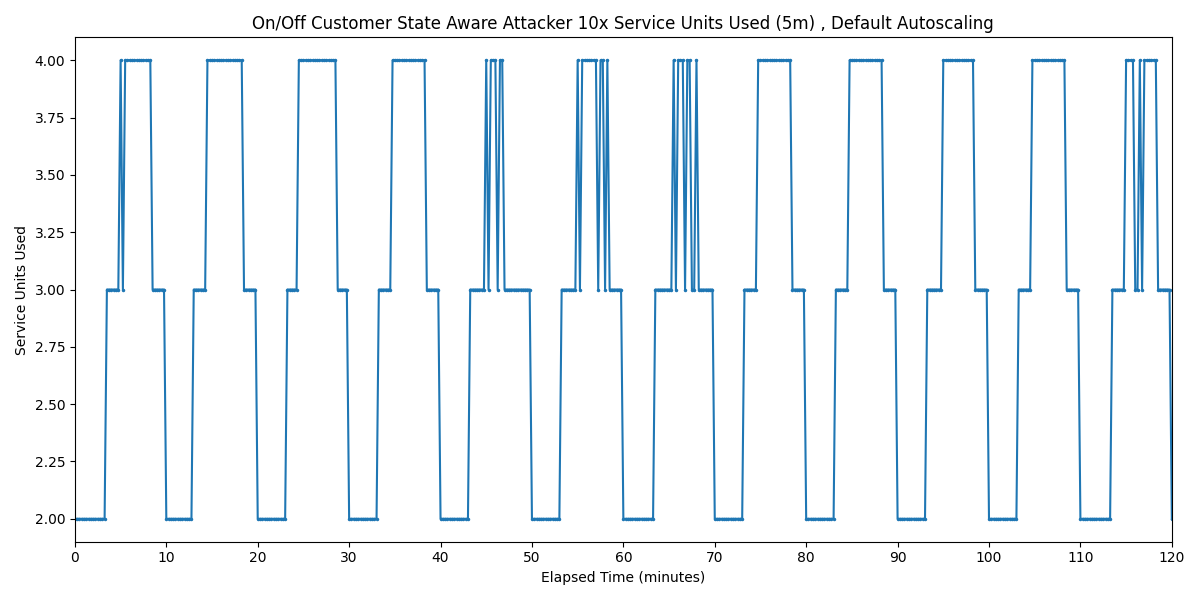 On/Off Customer State Aware Attacker 10x Service Units Used (5m) , Default Autoscaling
4.00
3.75
3.50
3.25
3.00
2.75
2.50
2.25
2.00
Service Units Used
0 10 20 30 40 50 60 70 80 90 100 110 120
Elapsed Time (minutes)